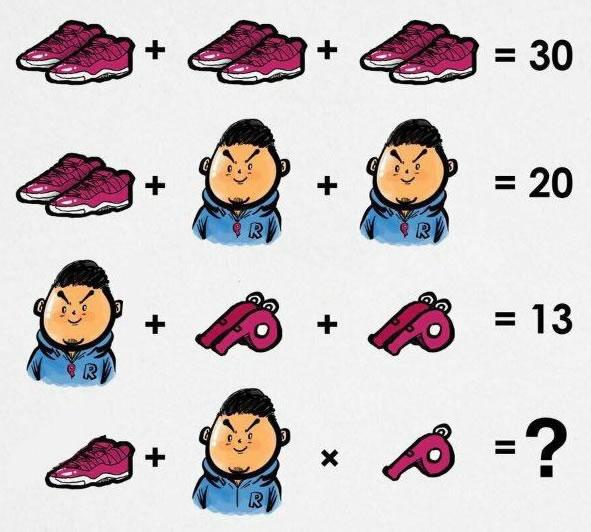 + + = 30
+ R + R = 20
R + + = 13
+ R × = ?